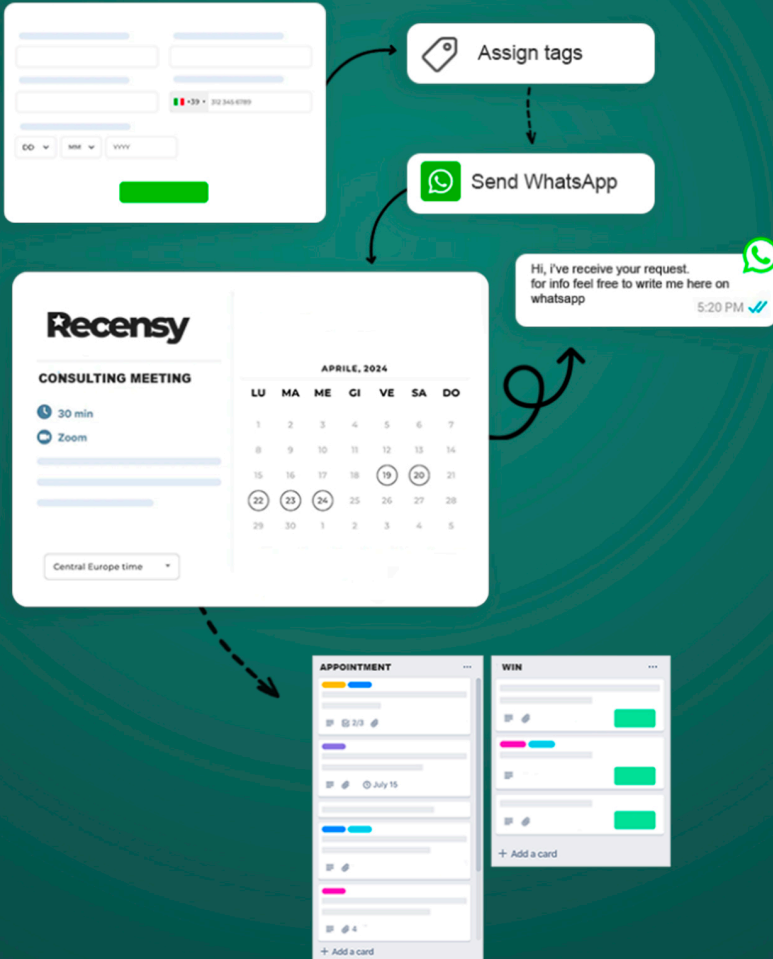 Assign tags
+39
312 345 6789
DD
MM
YYYY
Send WhatsApp
Hi, i've receive your request.
for info feel free to write me here on
whatsapp
5:20 PM
Recensy
CONSULTING MEETING
30 min
Zoom
Central Europe time
APRILE, 2024
LU MA ME GI VE SA DO
1 2 3 4 5 6 7
8 9 10 11 12 13 14
15 16 17 18 19 20 21
22 23 24 25 26 27 28
29 30 1 2 3 4 5
APPOINTMENT
2/3
July 15
4
+ Add a card
WIN
+ Add a card